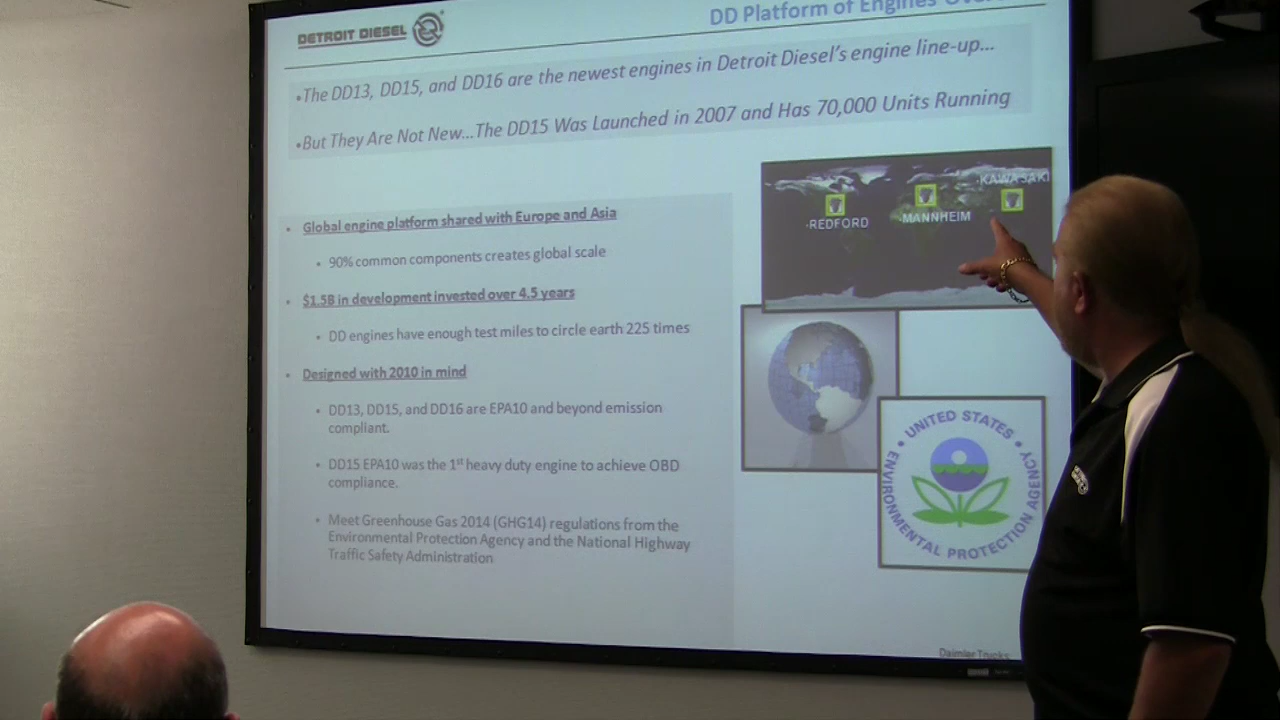 DETROIT DIESEL
DD Platform of Engines
•The DD13, DD15, and DD16 are the newest engines in Detroit Diesel's engine line-up...
•But They Are Not New...The DD15 Was Launched in 2007 and Has 70,000 Units Running
• Global engine platform shared with Europe and Asia
• 90% common components creates global scale
• $1.5B in development invested over 4.5 years
• DD engines have enough test miles to circle earth 225 times
• Designed with 2010 in mind
• DD13, DD15, and DD16 are EPA10 and beyond emission
compliant.
• DD15 EPA10 was the 1st heavy duty engine to achieve OBD
compliance.
• Meet Greenhouse Gas 2014 (GHG14) regulations from the
Environmental Protection Agency and the National Highway
Traffic Safety Administration
REDFORD
MANNHEIM
KAWASAKI
UNITED STATES
ENVIRONMENTAL PROTECTION AGENCY
Daimler Trucks